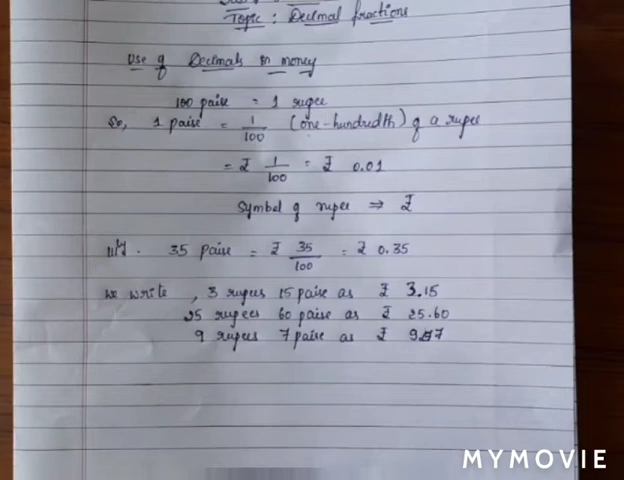 Topic : Decimal fractions
Use of Decimals in money
100 paise = 1 rupee
So, 1 paise = 1/100 (one-hundredth) of a rupee
= ₹ 1/100 = ₹ 0.01
Symbol of rupee ⇒ ₹
|||ly. 35 paise = ₹ 35/100 = ₹ 0.35
we write , 3 rupees 15 paise as ₹ 3.15
25 rupees 60 paise as ₹ 25.60
9 rupees 7 paise as ₹
MYMOVIE